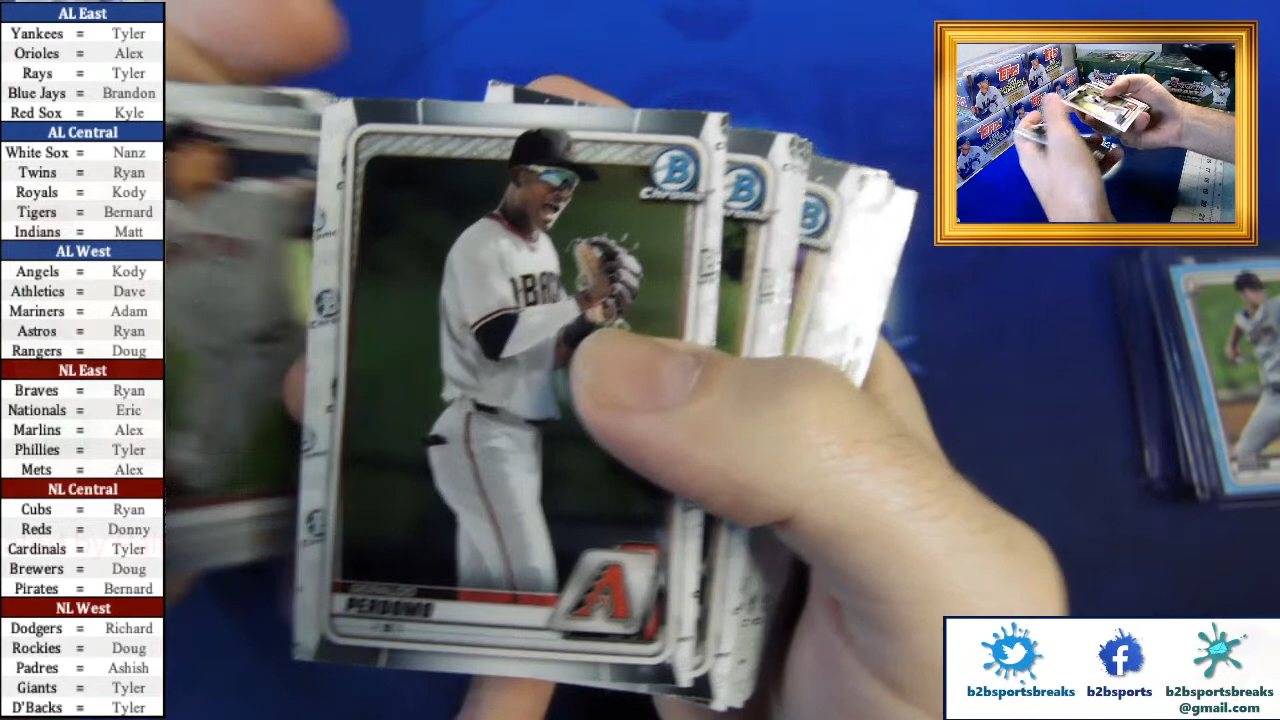 AL East
Yankees = Tyler
Orioles = Alex
Rays = Tyler
Blue Jays = Brandon
Red Sox = Kyle
AL Central
White Sox = Nanz
Twins = Ryan
Royals = Kody
Tigers = Bernard
Indians = Matt
AL West
Angels = Kody
Athletics = Dave
Mariners = Adam
Astros = Ryan
Rangers = Doug
NL East
Braves = Ryan
Nationals = Eric
Marlins = Alex
Phillies = Tyler
Mets = Alex
NL Central
Cubs = Ryan
Reds = Donny
Cardinals = Tyler
Brewers = Doug
Pirates = Bernard
NL West
Dodgers = Richard
Rockies = Doug
Padres = Ashish
Giants = Tyler
D'Backs = Tyler
B
CHROME
B
B
PERDOMO
A
Topps
b2bsportsbreaks
b2bsports
b2bsportsbreaks
@gmail.com